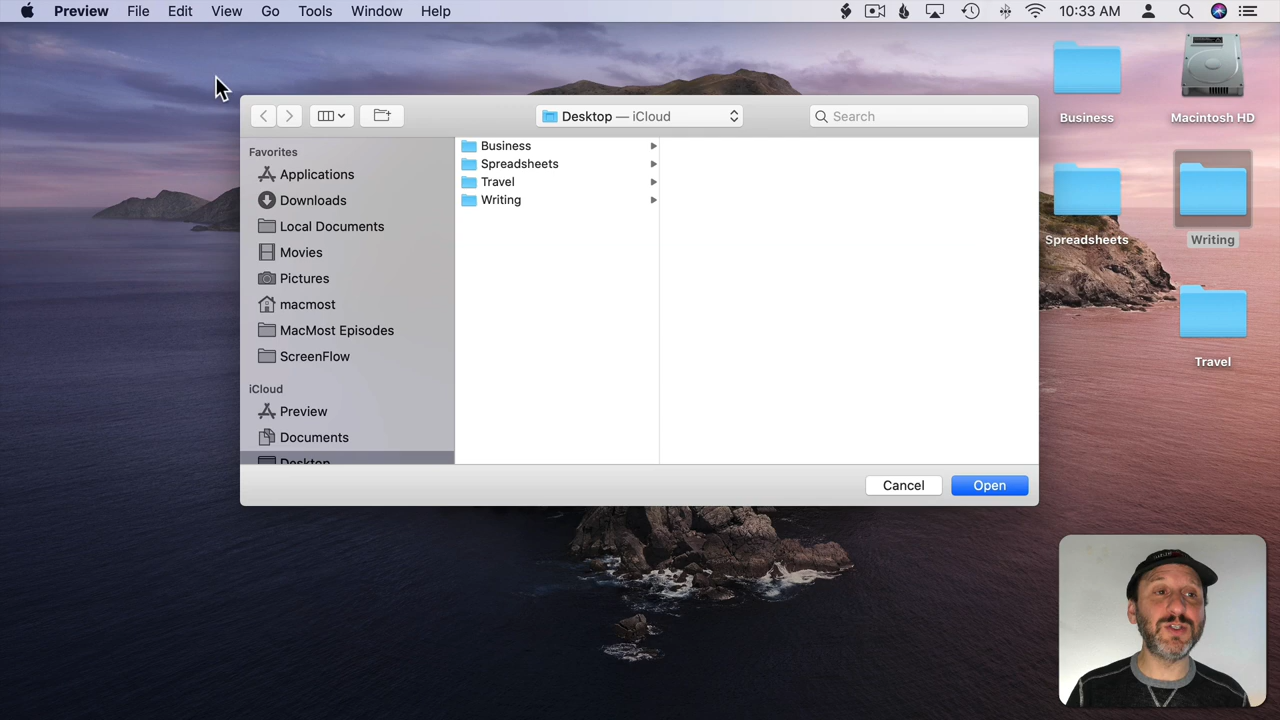 Preview File Edit View Go Tools Window Help 10:33 AM
Desktop — iCloud
Search
Favorites
Applications
Downloads
Local Documents
Movies
Pictures
macmost
MacMost Episodes
ScreenFlow
iCloud
Preview
Documents
Desktop
Business
Spreadsheets
Travel
Writing
Cancel
Open
Business
Macintosh HD
Spreadsheets
Writing
Travel